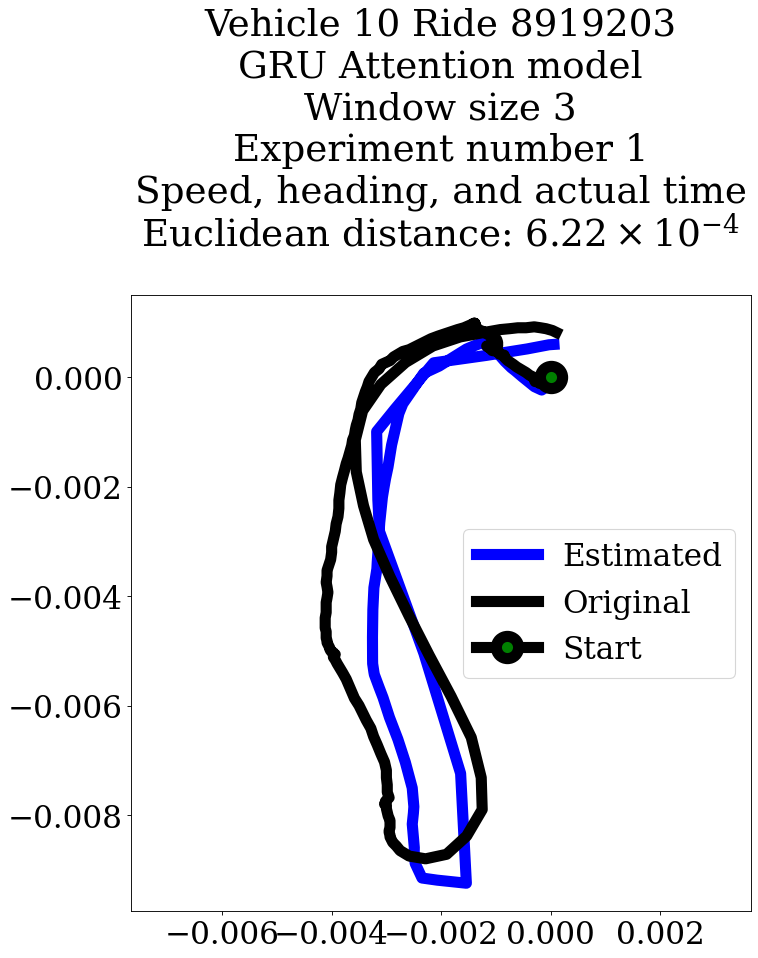 Vehicle 10 Ride 8919203
GRU Attention model
Window size 3
Experiment number 1
Speed, heading, and actual time
Euclidean distance: 6.22 × 10⁻⁴
0.000
−0.002
−0.004
−0.006
−0.008
Estimated
Original
Start
−0.006 −0.004 −0.002 0.000 0.002